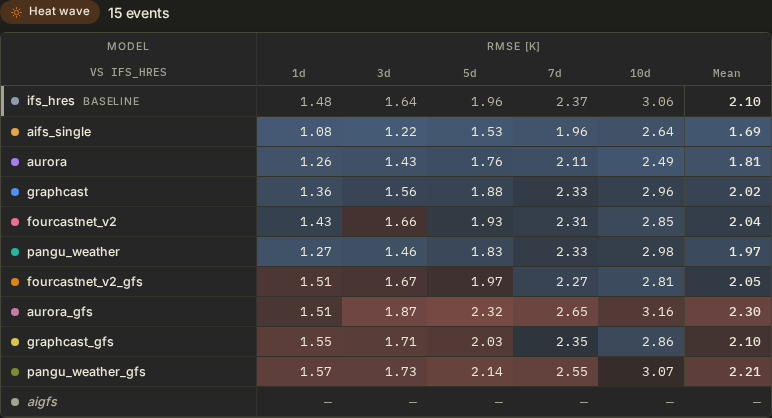 Heat wave 15 events
MODEL RMSE [K]
VS IFS_HRES 1d 3d 5d 7d 10d Mean
ifs_hres BASELINE 1.48 1.64 1.96 2.37 3.06 2.10
aifs_single 1.08 1.22 1.53 1.96 2.64 1.69
aurora 1.26 1.43 1.76 2.11 2.49 1.81
graphcast 1.36 1.56 1.88 2.33 2.96 2.02
fourcastnet_v2 1.43 1.66 1.93 2.31 2.85 2.04
pangu_weather 1.27 1.46 1.83 2.33 2.98 1.97
fourcastnet_v2_gfs 1.51 1.67 1.97 2.27 2.81 2.05
aurora_gfs 1.51 1.87 2.32 2.65 3.16 2.30
graphcast_gfs 1.55 1.71 2.03 2.35 2.86 2.10
pangu_weather_gfs 1.57 1.73 2.14 2.55 3.07 2.21
aigfs — — — — — —